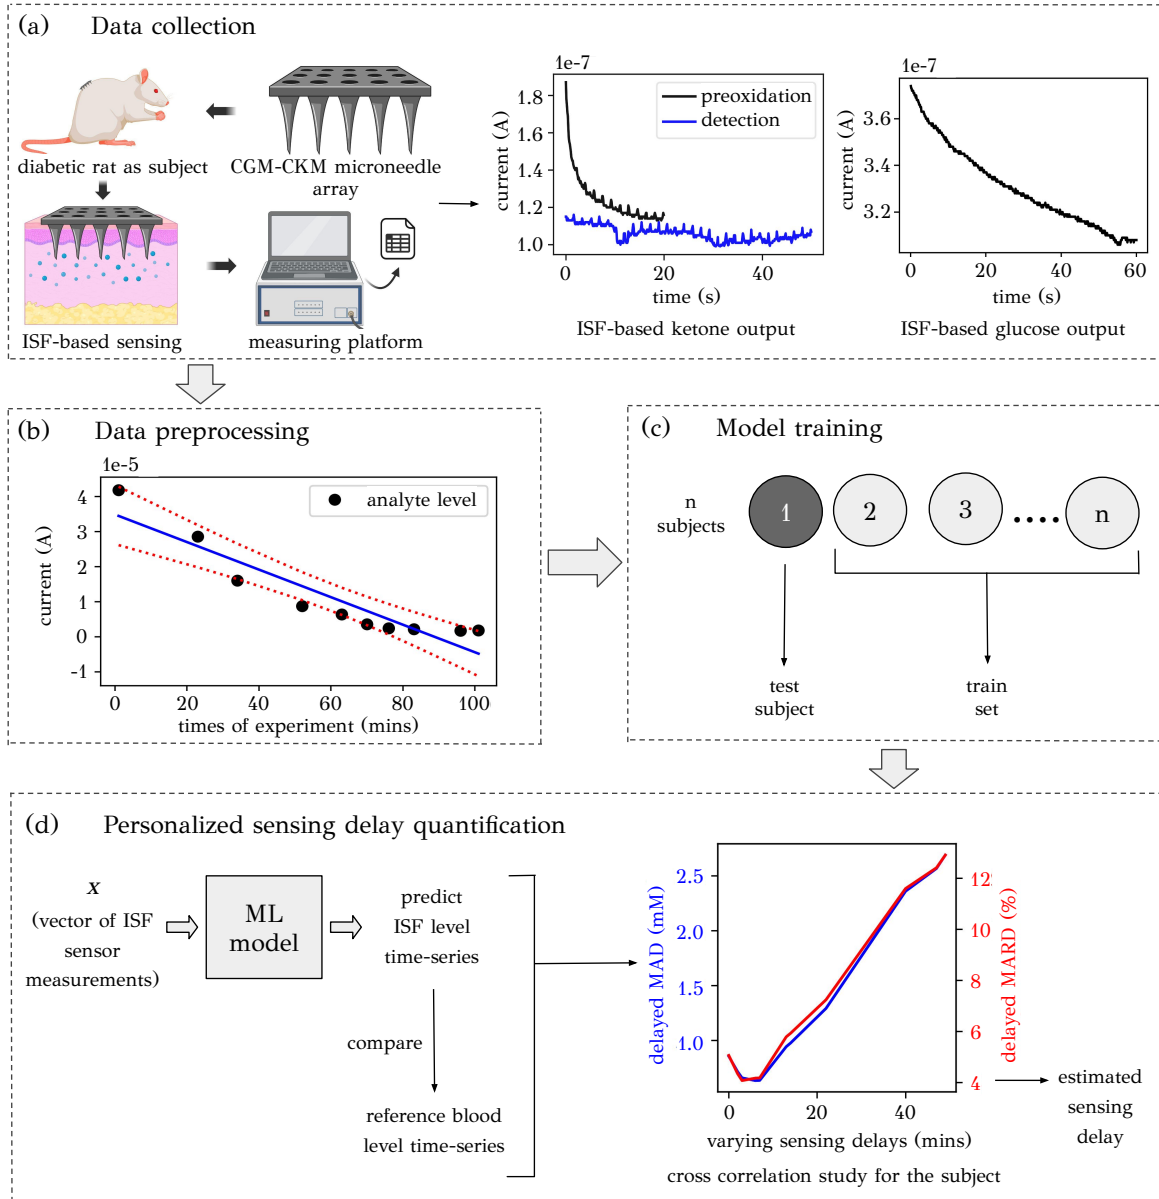 (a) Data collection
diabetic rat as subject
CGM-CKM microneedle
array
ISF-based sensing
measuring platform
1e-7
1.8
1.6
1.4
1.2
1.0
current (A)
preoxidation
detection
0 20 40
time (s)
ISF-based ketone output
1e-7
3.6
3.4
3.2
current (A)
0 20 40 60
time (s)
ISF-based glucose output
(b) Data preprocessing
1e-5
4
3
2
1
0
-1
current (A)
analyte level
0 20 40 60 80 100
times of experiment (mins)
(c) Model training
n
subjects
1 2 3 .... n
test
subject
train
set
(d) Personalized sensing delay quantification
x
(vector of ISF
sensor
measurements)
ML
model
predict
ISF level
time-series
compare
reference blood
level time-series
delayed MAD (mM)
2.5
2.0
1.5
1.0
12
10
8
6
4
delayed MARD (%)
0 20 40
varying sensing delays (mins)
cross correlation study for the subject
estimated
sensing
delay